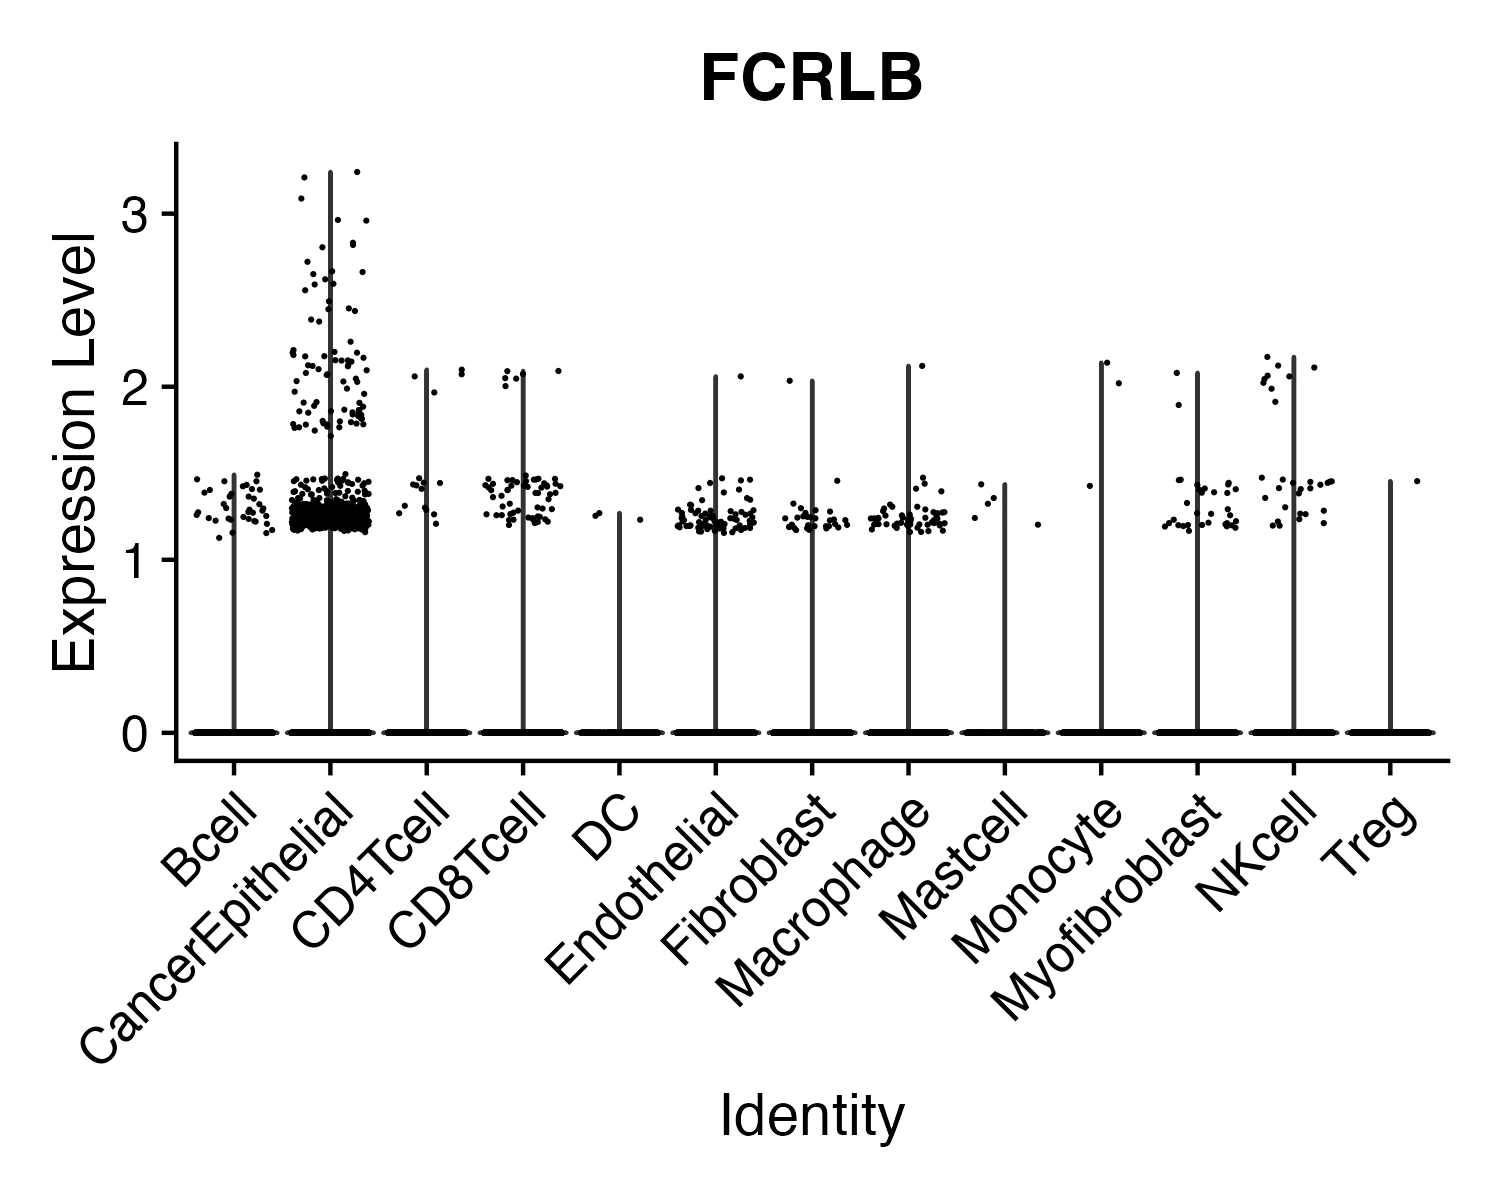 FCRLB
Expression Level
3
2
1
0
Bcell
CancerEpithelial
CD4Tcell
CD8Tcell
DC
Endothelial
Fibroblast
Macrophage
Mastcell
Monocyte
Myofibroblast
NKcell
Treg
Identity